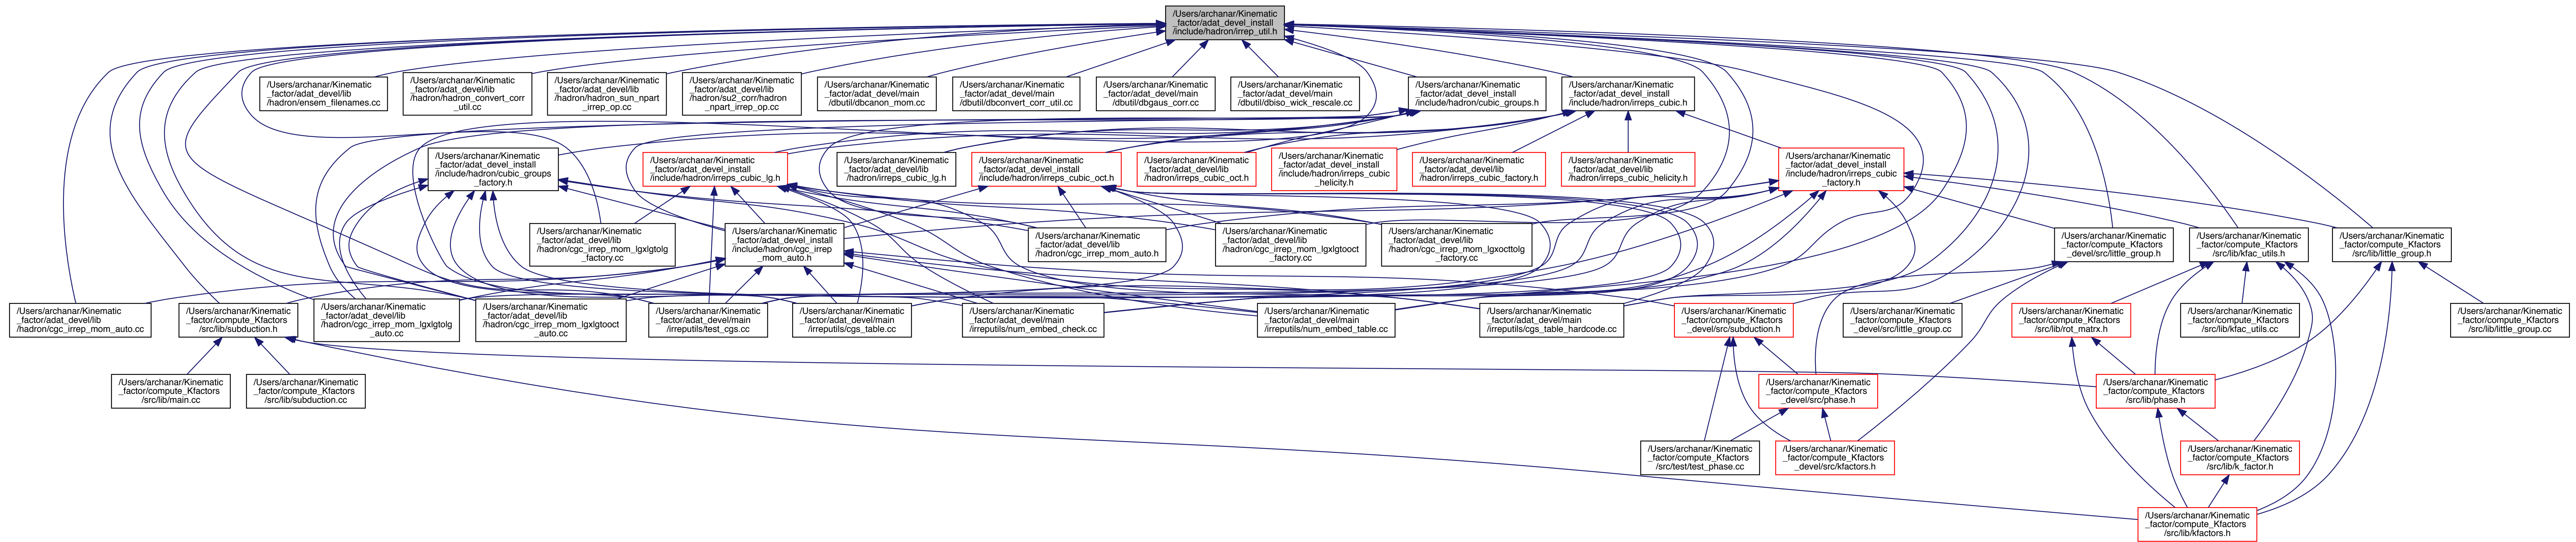 /Users/archanar/Kinematic
_factor/adat_devel_install
/include/hadron/irrep_util.h
/Users/archanar/Kinematic
_factor/adat_devel/lib
/hadron/ensem_filenames.cc
/Users/archanar/Kinematic
_factor/adat_devel/lib
/hadron/hadron_convert_corr
_util.cc
/Users/archanar/Kinematic
_factor/adat_devel/lib
/hadron/hadron_sun_npart
_irrep_op.cc
/Users/archanar/Kinematic
_factor/adat_devel/lib
/hadron/su2_corr/hadron
_npart_irrep_op.cc
/Users/archanar/Kinematic
_factor/adat_devel/main
/dbutil/dbcanon_mom.cc
/Users/archanar/Kinematic
_factor/adat_devel/main
/dbutil/dbconvert_corr_util.cc
/Users/archanar/Kinematic
_factor/adat_devel/main
/dbutil/dbgaus_corr.cc
/Users/archanar/Kinematic
_factor/adat_devel/main
/dbutil/dbiso_wick_rescale.cc
/Users/archanar/Kinematic
_factor/adat_devel_install
/include/hadron/cubic_groups.h
/Users/archanar/Kinematic
_factor/adat_devel_install
/include/hadron/irreps_cubic.h
/Users/archanar/Kinematic
_factor/adat_devel_install
/include/hadron/cubic_groups
_factory.h
/Users/archanar/Kinematic
_factor/adat_devel_install
/include/hadron/irreps_cubic_lg.h
/Users/archanar/Kinematic
_factor/adat_devel/lib
/hadron/irreps_cubic_lg.cc
/Users/archanar/Kinematic
_factor/adat_devel_install
/include/hadron/irreps_cubic_oct.h
/Users/archanar/Kinematic
_factor/adat_devel/lib
/hadron/irreps_cubic_oct.cc
/Users/archanar/Kinematic
_factor/adat_devel_install
/include/hadron/irreps_cubic
_helicity.h
/Users/archanar/Kinematic
_factor/adat_devel/lib
/hadron/irreps_cubic_factory.cc
/Users/archanar/Kinematic
_factor/adat_devel/lib
/hadron/irreps_cubic_helicity.cc
/Users/archanar/Kinematic
_factor/adat_devel_install
/include/hadron/irreps_cubic
_factory.h
/Users/archanar/Kinematic
_factor/adat_devel/lib
/hadron/cgc_irrep_mom_lgxlgtolg
_factory.cc
/Users/archanar/Kinematic
_factor/adat_devel_install
/include/hadron/cgc_irrep
_mom_auto.h
/Users/archanar/Kinematic
_factor/adat_devel/lib
/hadron/cgc_irrep_mom_auto.h
/Users/archanar/Kinematic
_factor/adat_devel/lib
/hadron/cgc_irrep_mom_lgxlgtooct
_factory.cc
/Users/archanar/Kinematic
_factor/adat_devel/lib
/hadron/cgc_irrep_mom_lgxocttolg
_factory.cc
/Users/archanar/Kinematic
_factor/compute_Kfactors
_devel/src/little_group.h
/Users/archanar/Kinematic
_factor/compute_Kfactors
/src/lib/kfac_utils.h
/Users/archanar/Kinematic
_factor/compute_Kfactors
/src/lib/little_group.h
/Users/archanar/Kinematic
_factor/adat_devel/lib
/hadron/cgc_irrep_mom_auto.cc
/Users/archanar/Kinematic
_factor/compute_Kfactors
/src/lib/subduction.h
/Users/archanar/Kinematic
_factor/adat_devel/lib
/hadron/cgc_irrep_mom_lgxlgtolg
_auto.cc
/Users/archanar/Kinematic
_factor/adat_devel/lib
/hadron/cgc_irrep_mom_lgxlgtooct
_auto.cc
/Users/archanar/Kinematic
_factor/adat_devel/main
/irreputils/test_cgs.cc
/Users/archanar/Kinematic
_factor/adat_devel/main
/irreputils/cgs_table.cc
/Users/archanar/Kinematic
_factor/adat_devel/main
/irreputils/num_embed_check.cc
/Users/archanar/Kinematic
_factor/adat_devel/main
/irreputils/num_embed_table.cc
/Users/archanar/Kinematic
_factor/adat_devel/main
/irreputils/cgs_table_hardcode.cc
/Users/archanar/Kinematic
_factor/compute_Kfactors
_devel/src/subduction.h
/Users/archanar/Kinematic
_factor/compute_Kfactors
_devel/src/little_group.cc
/Users/archanar/Kinematic
_factor/compute_Kfactors
/src/lib/rot_matrx.h
/Users/archanar/Kinematic
_factor/compute_Kfactors
/src/lib/kfac_utils.cc
/Users/archanar/Kinematic
_factor/compute_Kfactors
/src/lib/little_group.cc
/Users/archanar/Kinematic
_factor/compute_Kfactors
/src/lib/main.cc
/Users/archanar/Kinematic
_factor/compute_Kfactors
/src/lib/subduction.cc
/Users/archanar/Kinematic
_factor/compute_Kfactors
_devel/src/phase.h
/Users/archanar/Kinematic
_factor/compute_Kfactors
/src/lib/phase.h
/Users/archanar/Kinematic
_factor/compute_Kfactors
/src/test/test_phase.cc
/Users/archanar/Kinematic
_factor/compute_Kfactors
_devel/src/kfactors.h
/Users/archanar/Kinematic
_factor/compute_Kfactors
/src/lib/k_factor.h
/Users/archanar/Kinematic
_factor/compute_Kfactors
/src/lib/kfactors.h